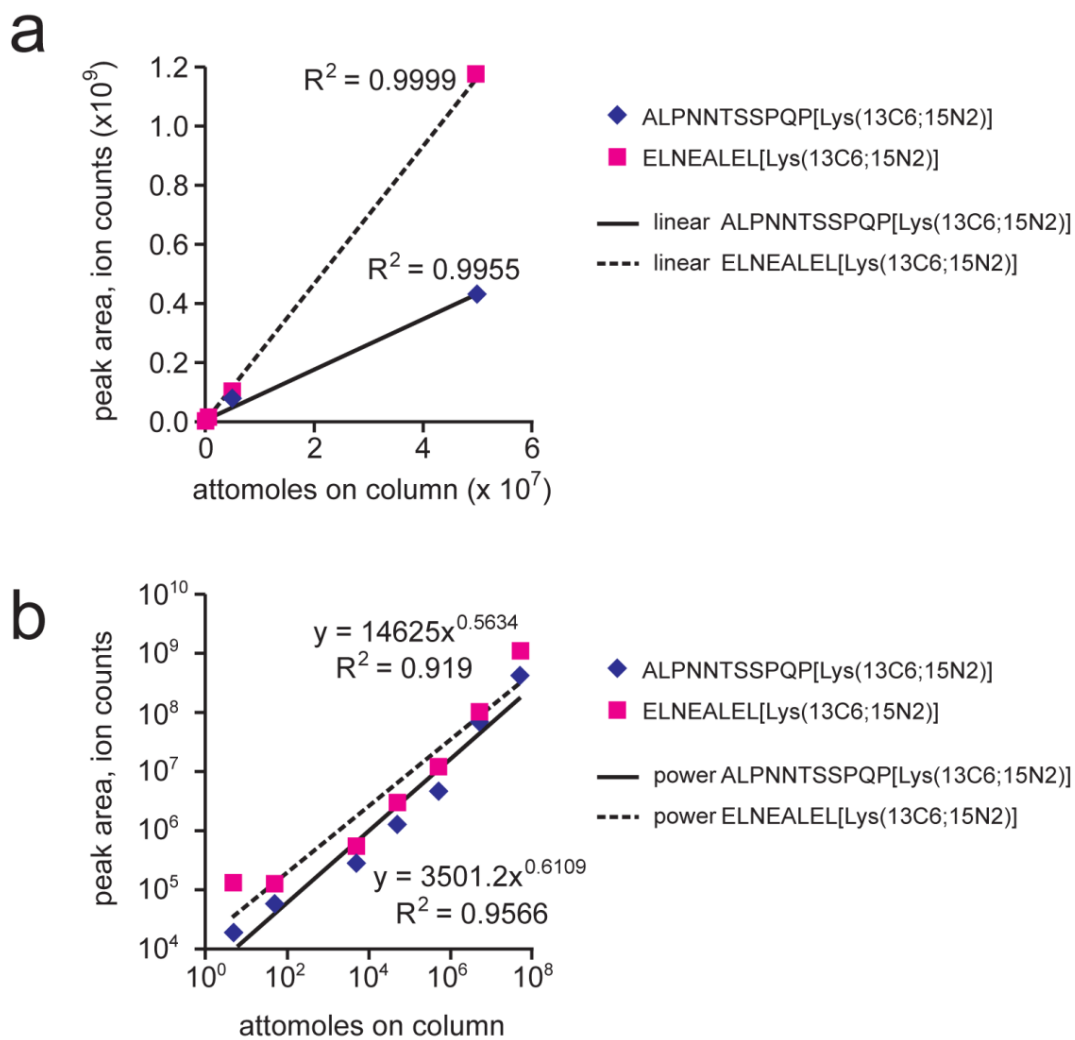 a
peak area, ion counts (x10⁹)
1.2
1.0
0.8
0.6
0.4
0.2
0.0
0 2 4 6
attomoles on column (x 10⁷)
R² = 0.9999
R² = 0.9955
ALPNNTSSPQP[Lys(13C6;15N2)]
ELNEALEL[Lys(13C6;15N2)]
linear ALPNNTSSPQP[Lys(13C6;15N2)]
linear ELNEALEL[Lys(13C6;15N2)]
b
peak area, ion counts
10¹⁰
10⁹
10⁸
10⁷
10⁶
10⁵
10⁴
10⁰ 10² 10⁴ 10⁶ 10⁸
attomoles on column
y = 14625x⁰·⁵⁶³⁴
R² = 0.919
y = 3501.2x⁰·⁶¹⁰⁹
R² = 0.9566
ALPNNTSSPQP[Lys(13C6;15N2)]
ELNEALEL[Lys(13C6;15N2)]
power ALPNNTSSPQP[Lys(13C6;15N2)]
power ELNEALEL[Lys(13C6;15N2)]